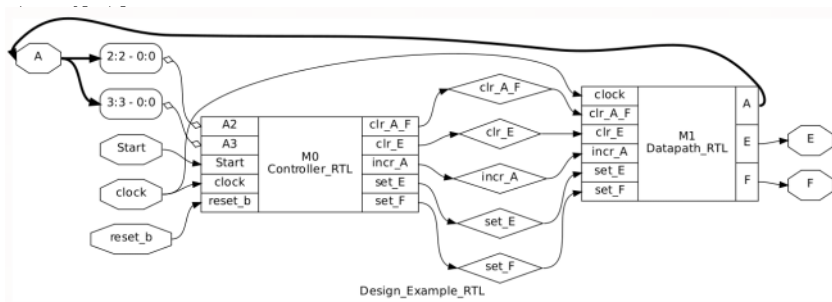 A
2:2 - 0:0
3:3 - 0:0
Start
clock
reset_b
A2
A3
Start
clock
reset_b
M0
Controller_RTL
clr_A_F
clr_E
incr_A
set_E
set_F
clr_A_F
clr_E
incr_A
set_E
set_F
clock
clr_A_F
clr_E
incr_A
set_E
set_F
M1
Datapath_RTL
A
E
F
E
F
Design_Example_RTL